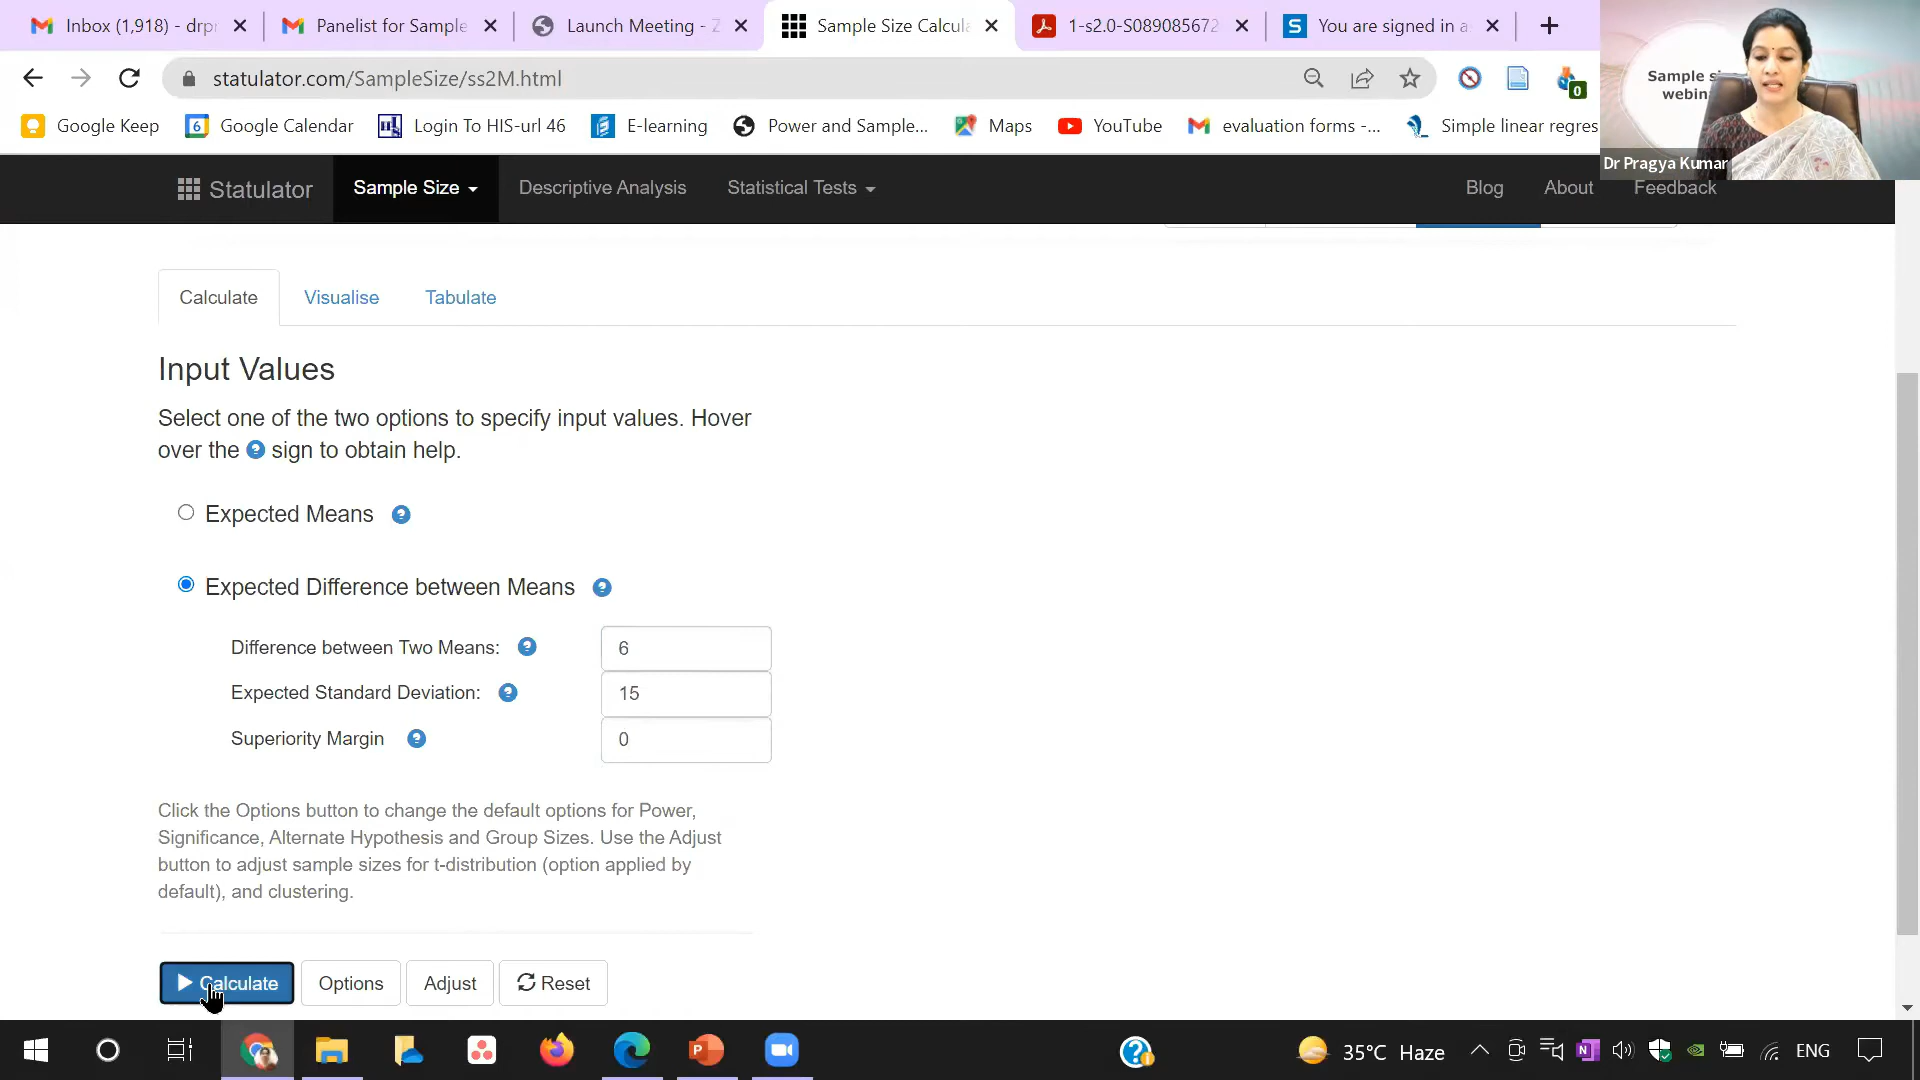 Inbox (1,918) - drpr
Panelist for Sample
Launch Meeting - Z
Sample Size Calcula
1-s2.0-S089085672
You are signed in a
statulator.com/SampleSize/ss2M.html
0
Google Keep
6 Google Calendar
Login To HIS-url 46
E-learning
Power and Sample...
Maps
YouTube
evaluation forms -...
Simple linear regres
Sample si
webin
Dr Pragya Kumar
Statulator
Sample Size
Descriptive Analysis
Statistical Tests
Blog
About
Feedback
Calculate
Visualise
Tabulate
Input Values
Select one of the two options to specify input values. Hover
over the ? sign to obtain help.
Expected Means ?
Expected Difference between Means ?
Difference between Two Means: ? 6
Expected Standard Deviation: ? 15
Superiority Margin ? 0
Click the Options button to change the default options for Power,
Significance, Alternate Hypothesis and Group Sizes. Use the Adjust
button to adjust sample sizes for t-distribution (option applied by
default), and clustering.
Calculate
Options
Adjust
Reset
35°C Haze
ENG